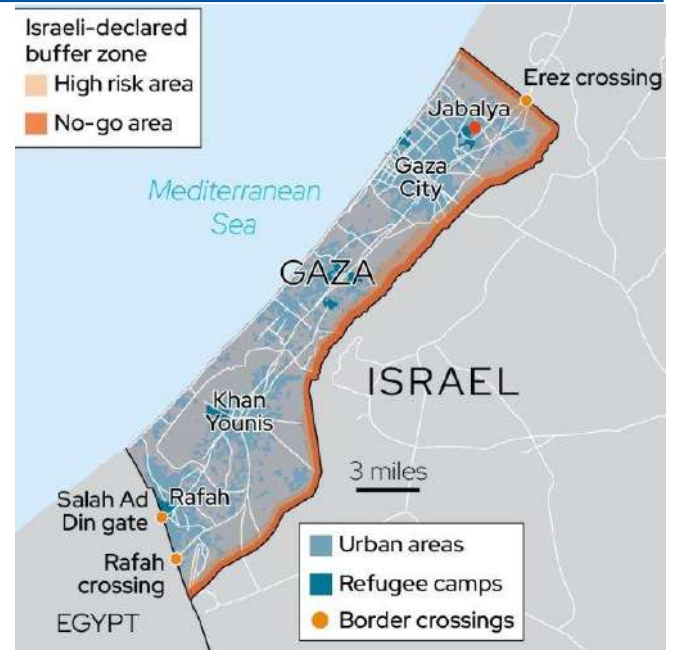 Israeli-declared
buffer zone
High risk area
No-go area
Erez crossing
Jabalya
Gaza
City
Mediterranean
Sea
GAZA
ISRAEL
Khan
Younis
3 miles
Salah Ad
Din gate
Rafah
Rafah
crossing
EGYPT
Urban areas
Refugee camps
Border crossings